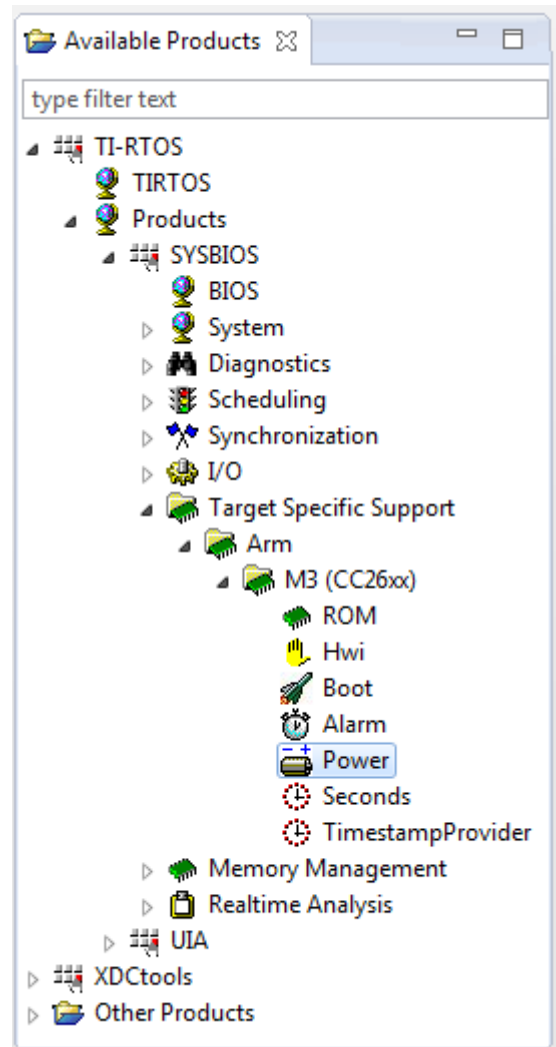 Available Products
type filter text
TI-RTOS
TIRTOS
Products
SYSBIOS
BIOS
System
Diagnostics
Scheduling
Synchronization
I/O
Target Specific Support
Arm
M3 (CC26xx)
ROM
Hwi
Boot
Alarm
Power
Seconds
TimestampProvider
Memory Management
Realtime Analysis
UIA
XDCtools
Other Products